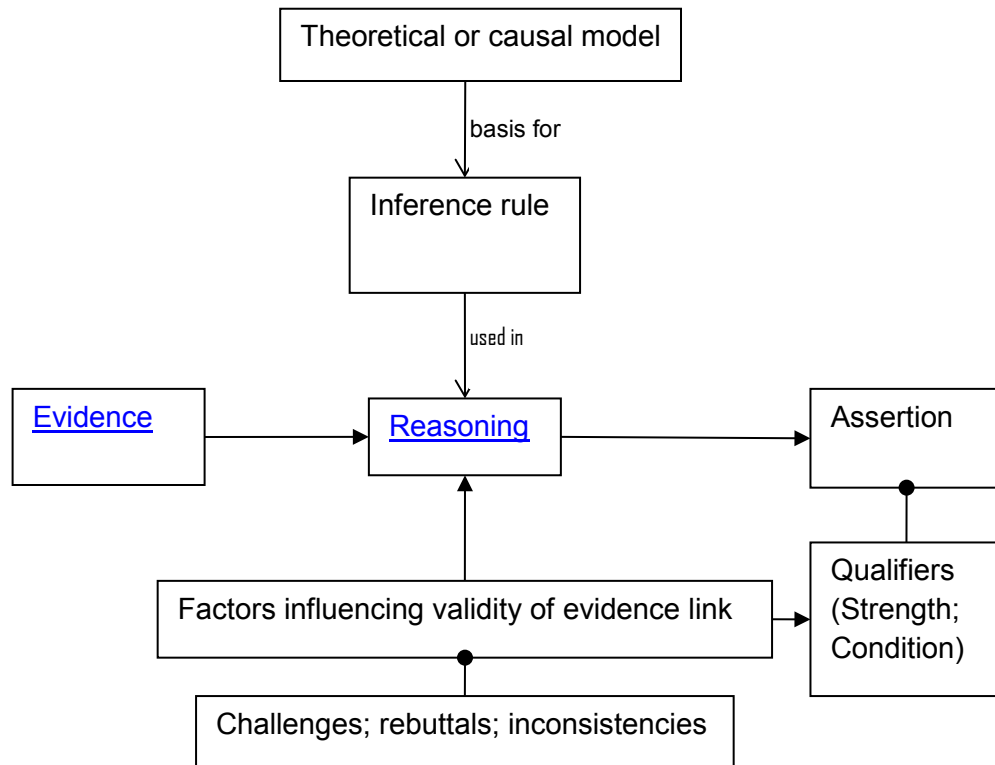 Theoretical or causal model
basis for
Inference rule
used in
Evidence
Reasoning
Assertion
Factors influencing validity of evidence link
Qualifiers
(Strength;
Condition)
Challenges; rebuttals; inconsistencies